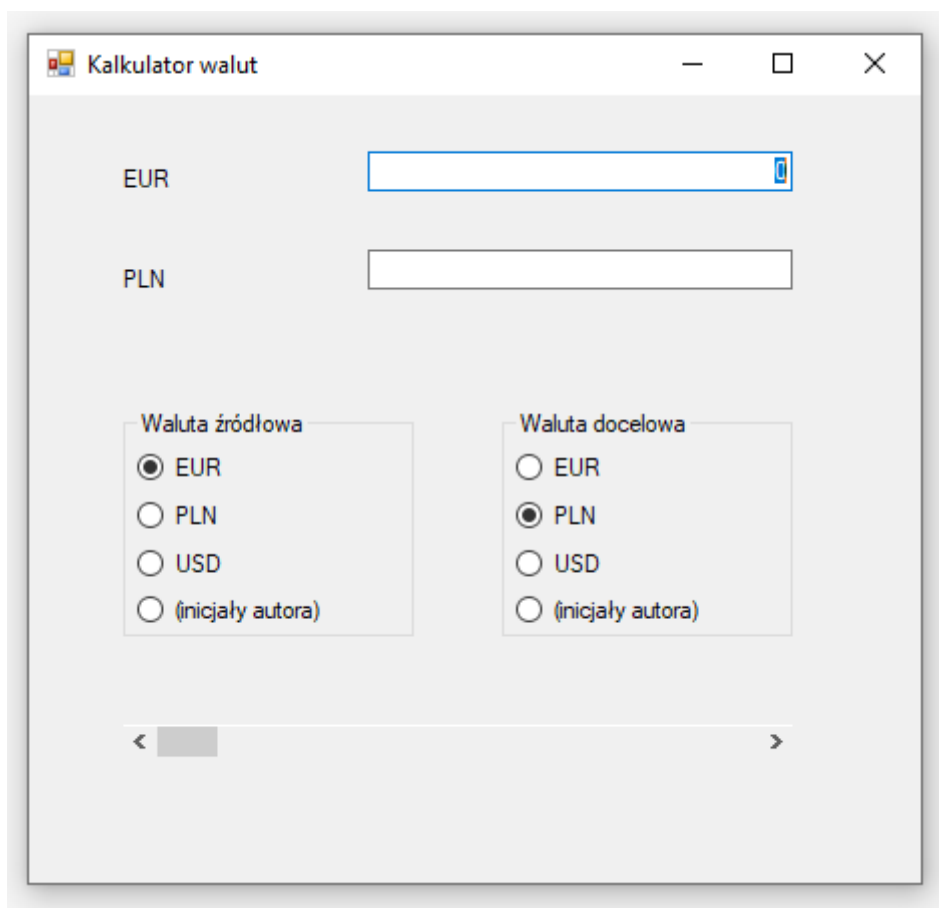 Kalkulator walut
EUR
0
PLN
Waluta źródłowa
EUR
PLN
USD
(inicjały autora)
Waluta docelowa
EUR
PLN
USD
(inicjały autora)